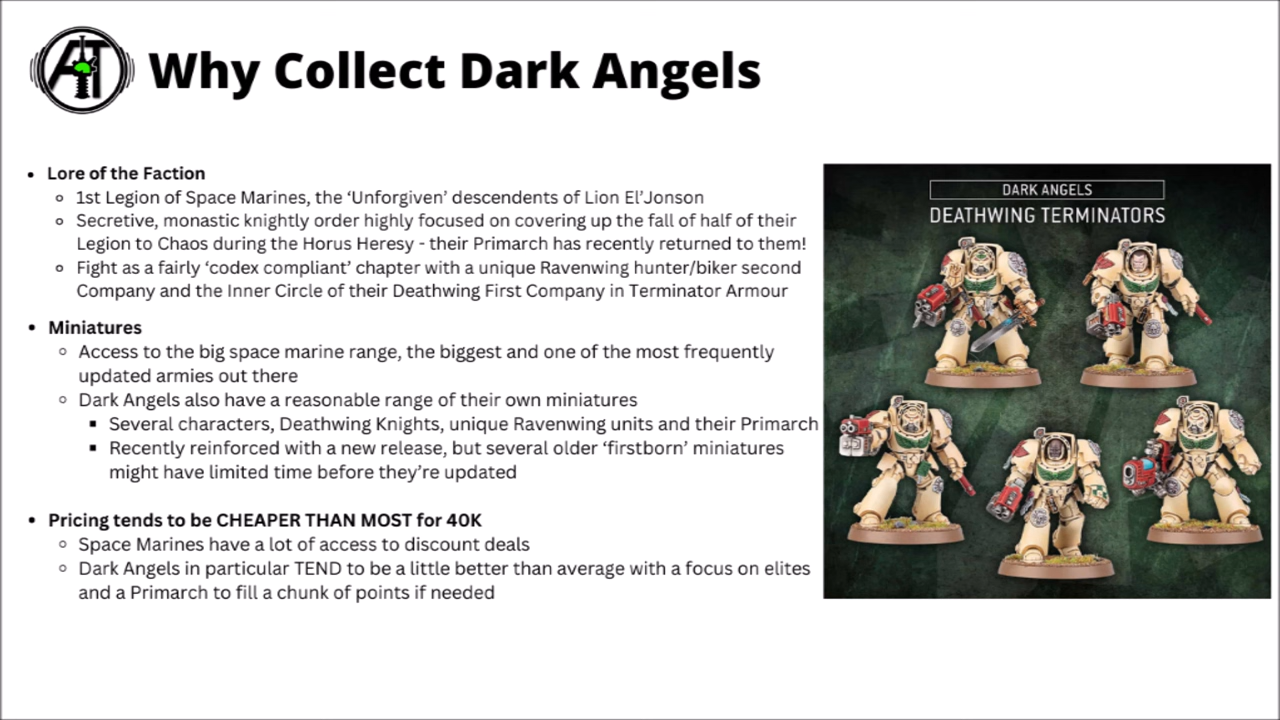 AT
Why Collect Dark Angels
• Lore of the Faction
◦ 1st Legion of Space Marines, the ‘Unforgiven’ descendents of Lion El’Jonson
◦ Secretive, monastic knightly order highly focused on covering up the fall of half of their
Legion to Chaos during the Horus Heresy - their Primarch has recently returned to them!
◦ Fight as a fairly ‘codex compliant’ chapter with a unique Ravenwing hunter/biker second
Company and the Inner Circle of their Deathwing First Company in Terminator Armour
• Miniatures
◦ Access to the big space marine range, the biggest and one of the most frequently
updated armies out there
◦ Dark Angels also have a reasonable range of their own miniatures
▪ Several characters, Deathwing Knights, unique Ravenwing units and their Primarch
▪ Recently reinforced with a new release, but several older ‘firstborn’ miniatures
might have limited time before they’re updated
• Pricing tends to be CHEAPER THAN MOST for 40K
◦ Space Marines have a lot of access to discount deals
◦ Dark Angels in particular TEND to be a little better than average with a focus on elites
and a Primarch to fill a chunk of points if needed
DARK ANGELS
DEATHWING TERMINATORS